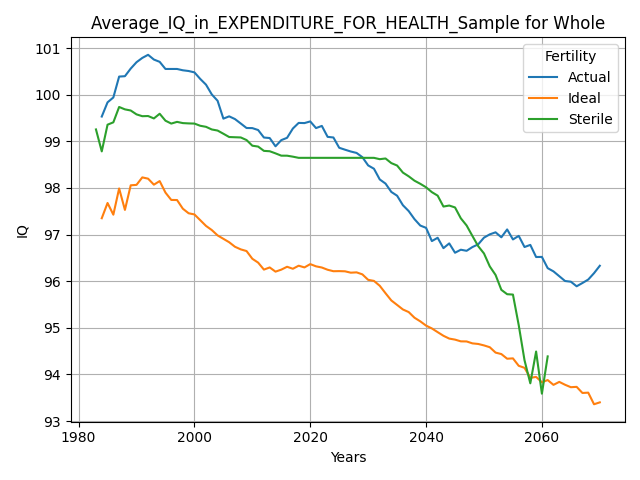 Average_IQ_in_EXPENDITURE_FOR_HEALTH_Sample for Whole
Fertility
Actual
Ideal
Sterile
IQ
101
100
99
98
97
96
95
94
93
1980
2000
2020
2040
2060
Years